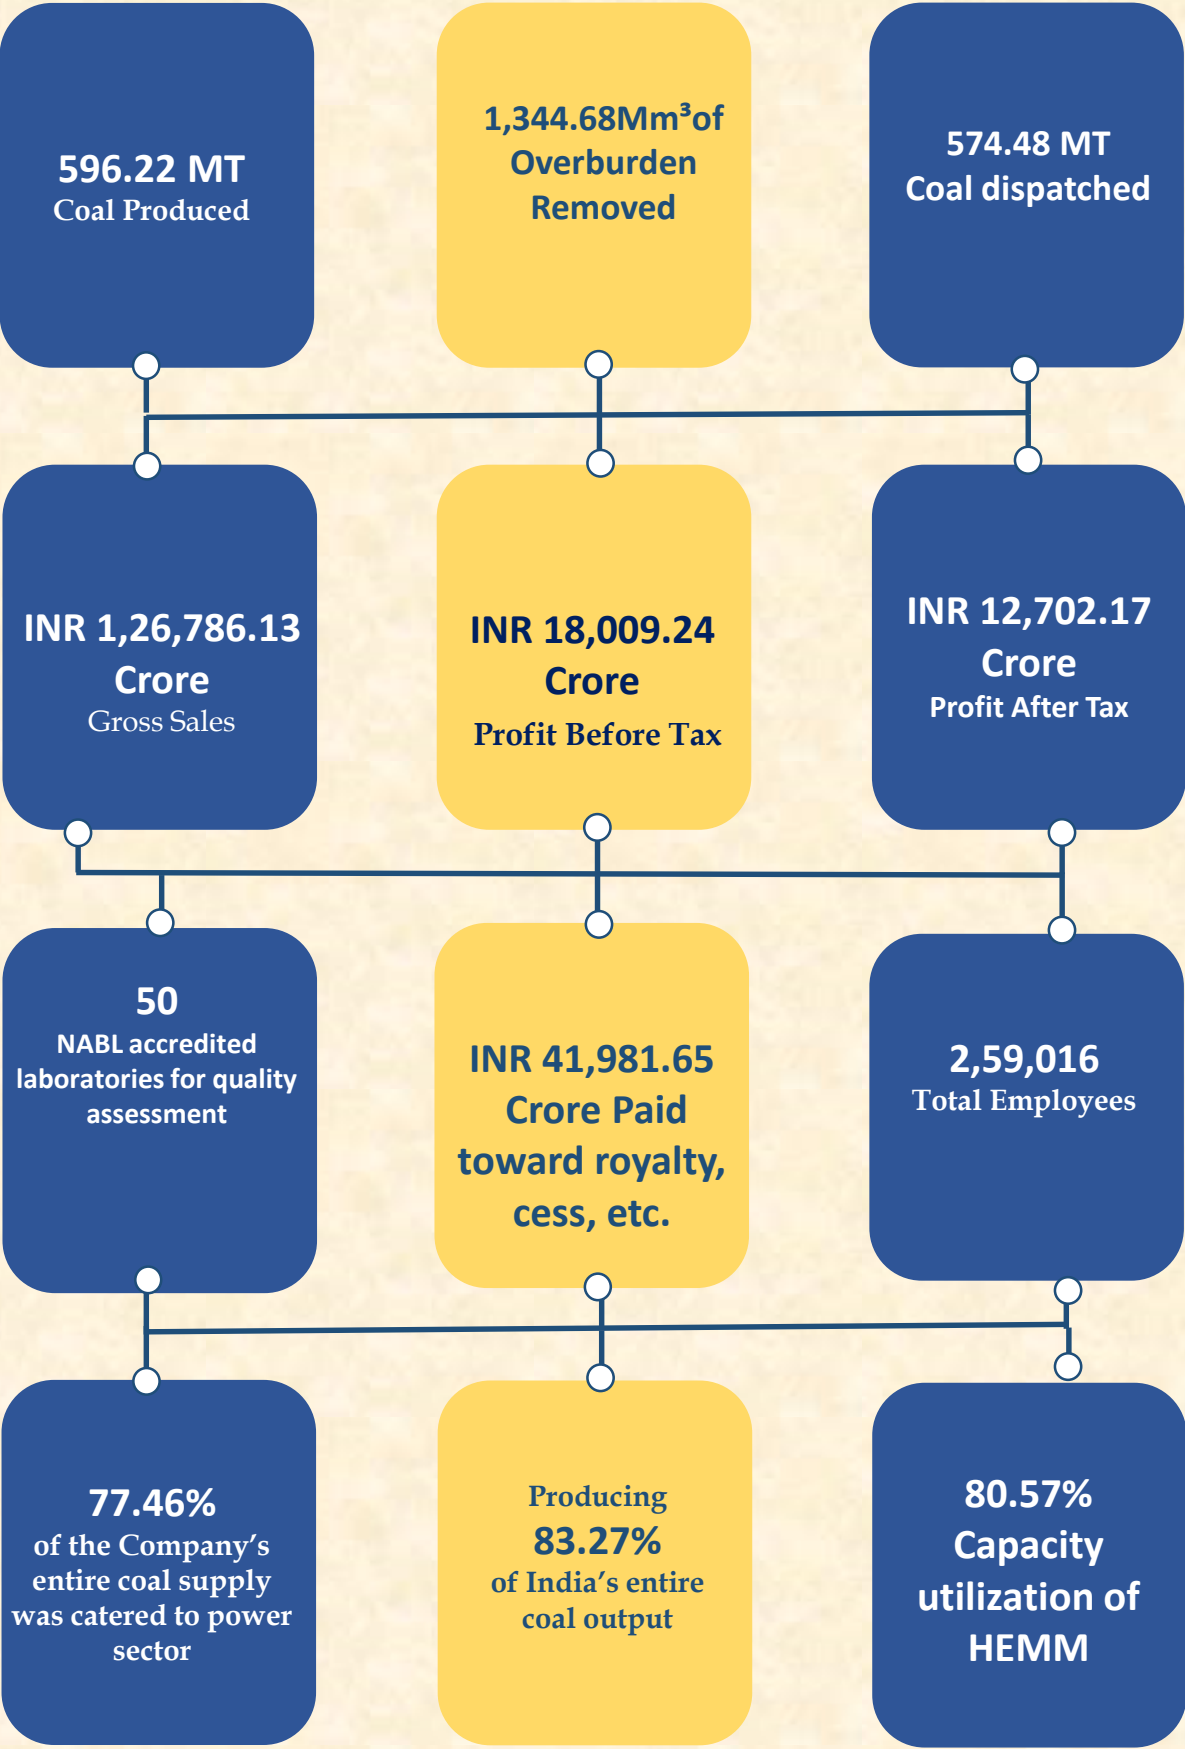 596.22 MT
Coal Produced
1,344.68Mm³of
Overburden
Removed
574.48 MT
Coal dispatched
INR 1,26,786.13
Crore
Gross Sales
INR 18,009.24
Crore
Profit Before Tax
INR 12,702.17
Crore
Profit After Tax
50
NABL accredited
laboratories for quality
assessment
INR 41,981.65
Crore Paid
toward royalty,
cess, etc.
2,59,016
Total Employees
77.46%
of the Company’s
entire coal supply
was catered to power
sector
Producing
83.27%
of India’s entire
coal output
80.57%
Capacity
utilization of
HEMM